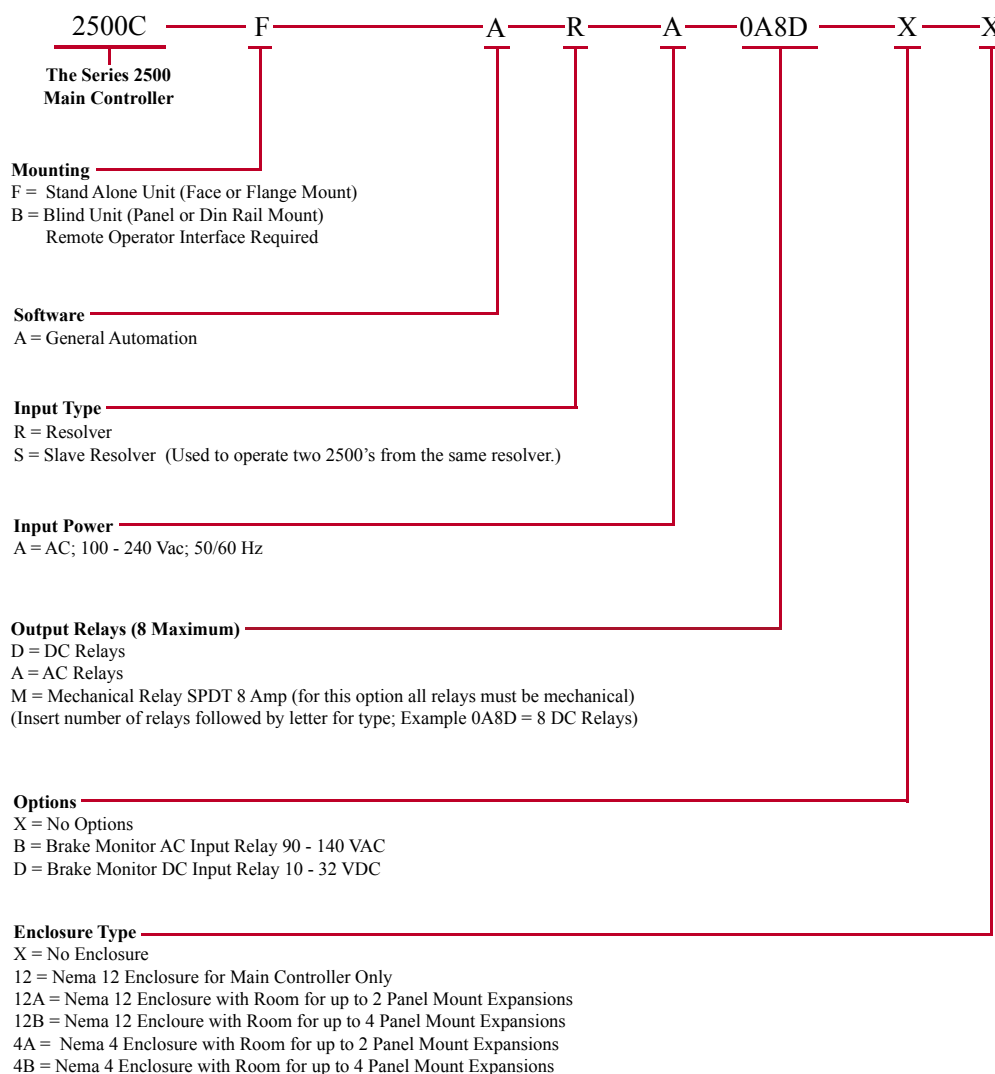 2500C F A R A 0A8D X X
The Series 2500
Main Controller
Mounting
F = Stand Alone Unit (Face or Flange Mount)
B = Blind Unit (Panel or Din Rail Mount)
Remote Operator Interface Required
Software
A = General Automation
Input Type
R = Resolver
S = Slave Resolver (Used to operate two 2500's from the same resolver.)
Input Power
A = AC; 100 - 240 Vac; 50/60 Hz
Output Relays (8 Maximum)
D = DC Relays
A = AC Relays
M = Mechanical Relay SPDT 8 Amp (for this option all relays must be mechanical)
(Insert number of relays followed by letter for type; Example 0A8D = 8 DC Relays)
Options
X = No Options
B = Brake Monitor AC Input Relay 90 - 140 VAC
D = Brake Monitor DC Input Relay 10 - 32 VDC
Enclosure Type
X = No Enclosure
12 = Nema 12 Enclosure for Main Controller Only
12A = Nema 12 Enclosure with Room for up to 2 Panel Mount Expansions
12B = Nema 12 Encloure with Room for up to 4 Panel Mount Expansions
4A = Nema 4 Enclosure with Room for up to 2 Panel Mount Expansions
4B = Nema 4 Enclosure with Room for up to 4 Panel Mount Expansions